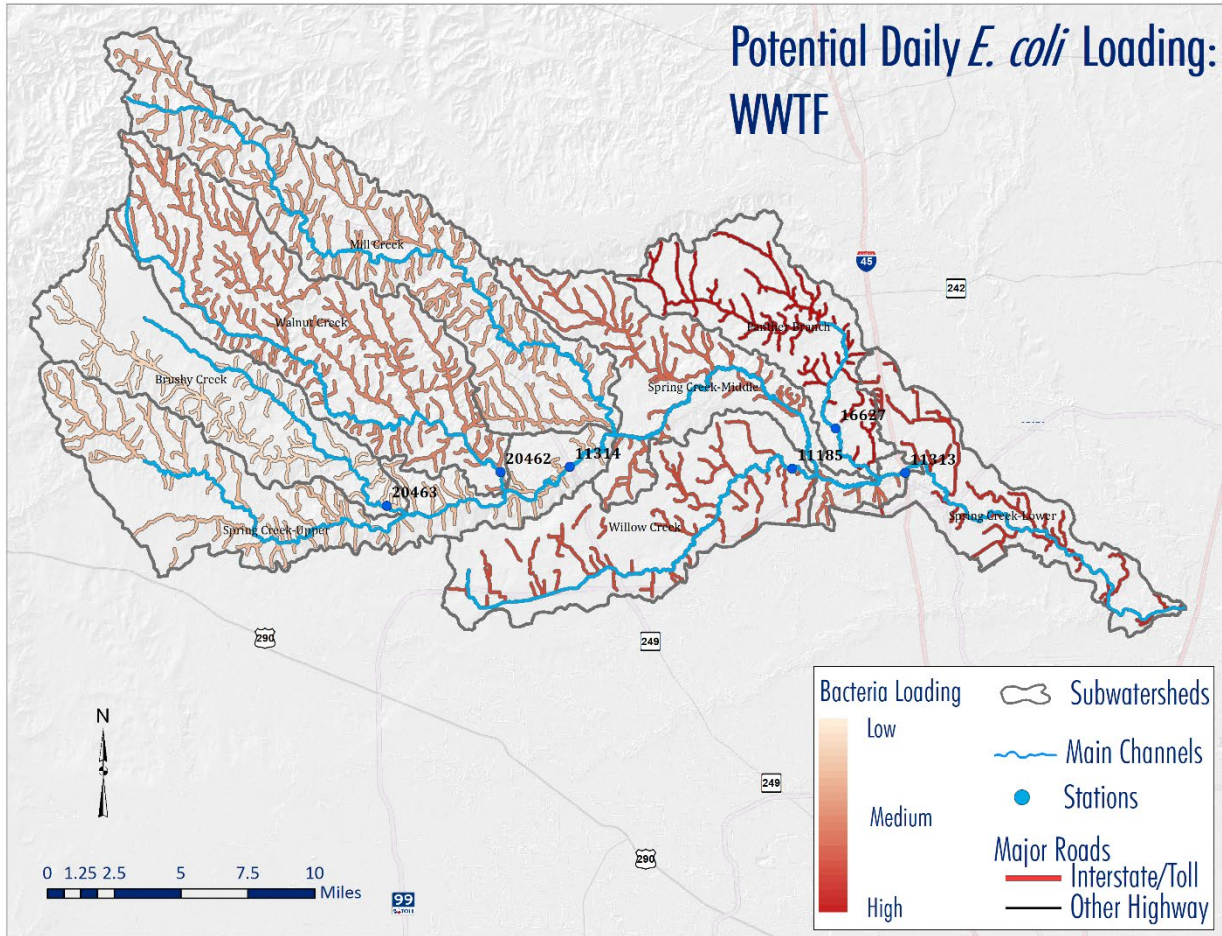 Potential Daily E. coli Loading:
WWTF
45
242
Mill Creek
Walnut Creek
Panther Branch
Brushy Creek
Spring Creek-Middle
16627
20462
11314
11185
11313
20463
Spring Creek-Upper
Willow Creek
Spring Creek-Lower
290
249
N
249
290
0 1.25 2.5 5 7.5 10
Miles
99
TOLL
Bacteria Loading
Low
Medium
High
Subwatersheds
Main Channels
Stations
Major Roads
Interstate/Toll
Other Highway